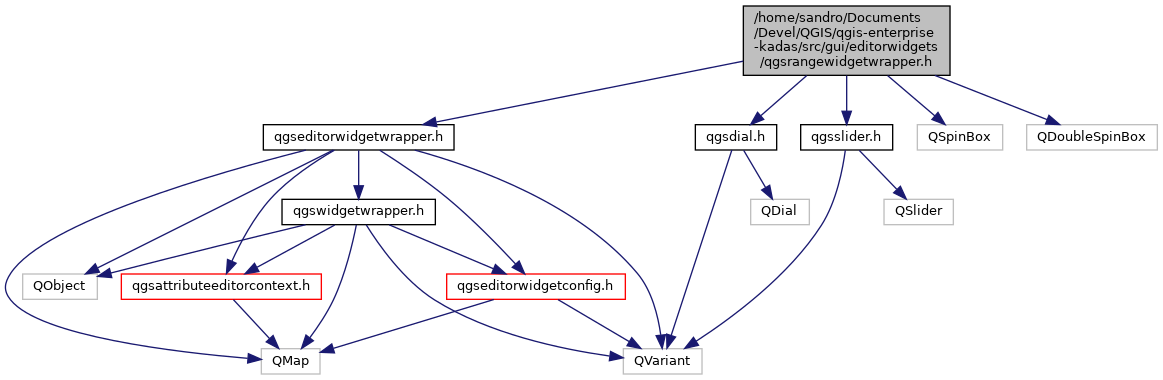 /home/sandro/Documents
/Devel/QGIS/qgis-enterprise
-kadas/src/gui/editorwidgets
/qgsrangewidgetwrapper.h
qgseditorwidgetwrapper.h
qgsdial.h
qgsslider.h
QSpinBox
QDoubleSpinBox
qgswidgetwrapper.h
QDial
QSlider
QObject
qgsattributeeditorcontext.h
qgseditorwidgetconfig.h
QMap
QVariant